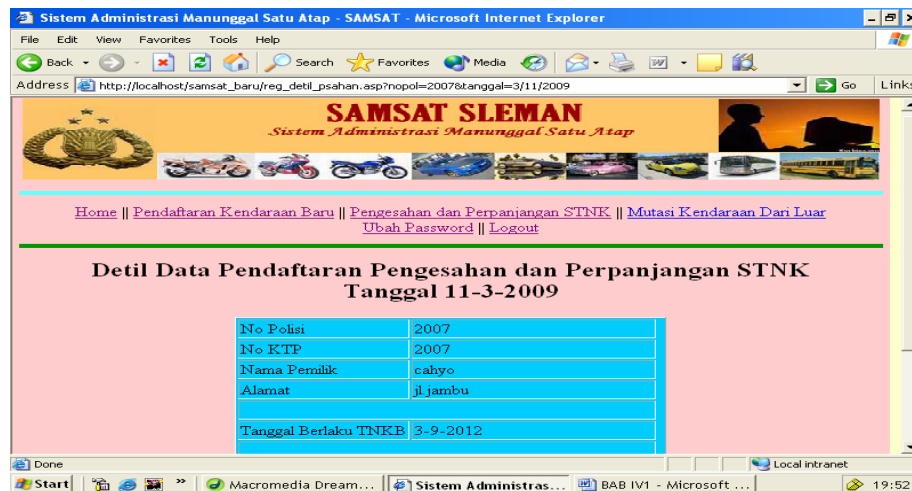 Sistem Administrasi Manunggal Satu Atap - SAMSAT - Microsoft Internet Explorer
File Edit View Favorites Tools Help
Back Search Favorites Media
Address http://localhost/samsat_baru/reg_detil_psahan.asp?nopol=2007&tanggal=3/11/2009 Go Links
SAMSAT SLEMAN
Sistem Administrasi Manunggal Satu Atap
Home || Pendaftaran Kendaraan Baru || Pengesahan dan Perpanjangan STNK || Mutasi Kendaraan Dari Luar
Ubah Password || Logout
Detil Data Pendaftaran Pengesahan dan Perpanjangan STNK
Tanggal 11-3-2009
No Polisi 2007
No KTP 2007
Nama Pemilik cahyo
Alamat jl jambu
Tanggal Berlaku TNKB 3-9-2012
Done Local intranet
Start Macromedia Dream... Sistem Administras... BAB IV1 - Microsoft ... 19:52